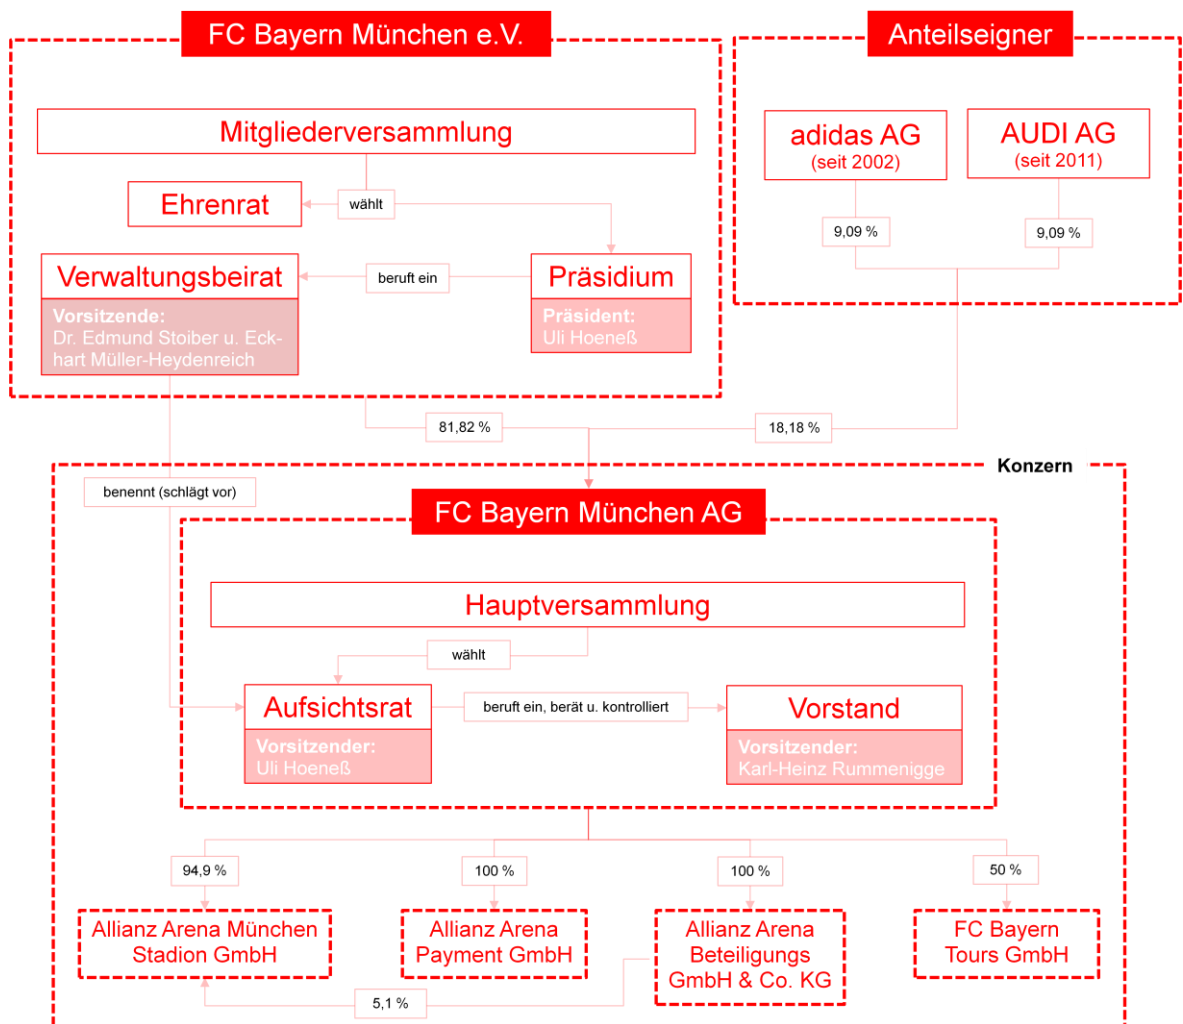 FC Bayern München e.V.
Mitgliederversammlung
wählt
Ehrenrat
Verwaltungsbeirat
Vorsitzende:
Dr. Edmund Stoiber u. Eck-
hart Müller-Heydenreich
beruft ein
Präsidium
Präsident:
Uli Hoeneß
Anteilseigner
adidas AG
(seit 2002)
AUDI AG
(seit 2011)
9,09 %
9,09 %
81,82 %
18,18 %
Konzern
benennt (schlägt vor)
FC Bayern München AG
Hauptversammlung
wählt
Aufsichtsrat
Vorsitzender:
Uli Hoeneß
beruft ein, berät u. kontrolliert
Vorstand
Vorsitzender:
Karl-Heinz Rummenigge
94,9 %
100 %
100 %
50 %
Allianz Arena München
Stadion GmbH
Allianz Arena
Payment GmbH
Allianz Arena
Beteiligungs
GmbH & Co. KG
FC Bayern
Tours GmbH
5,1 %